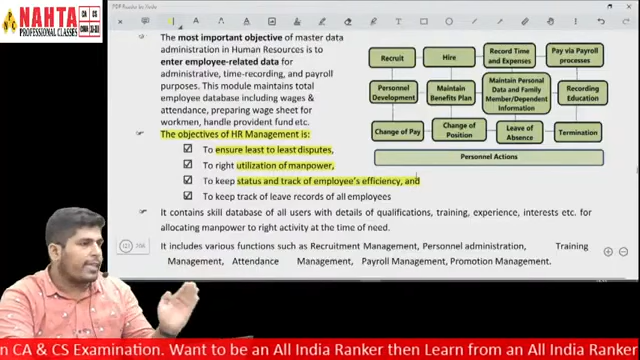 NAHTA
PROFESSIONAL CLASSES
CA
CS
The most important objective of master data
administration in Human Resources is to
enter employee-related data for
administrative, time-recording, and payroll
purposes. This module maintains total
employee database including wages &
attendance, preparing wage sheet for
workmen, handle provident fund etc.
The objectives of HR Management is:
To ensure least to least disputes,
To right utilization of manpower,
To keep status and track of employee's efficiency, and
To keep track of leave records of all employees
Recruit
Hire
Record Time and Expenses
Pay via Payroll processes
Personnel Development
Maintain Benefits Plan
Maintain Personal Data and Family Member/Dependent Information
Recording Education
Change of Pay
Change of Position
Leave of Absence
Termination
Personnel Actions
It contains skill database of all users with details of qualifications, training, experience, interests etc. for
allocating manpower to right activity at the time of need.
It includes various functions such as Recruitment Management, Personnel administration, Training
Management, Attendance Management, Payroll Management, Promotion Management.
n CA & CS Examination. Want to be an All India Ranker then Learn from an All India Ranker